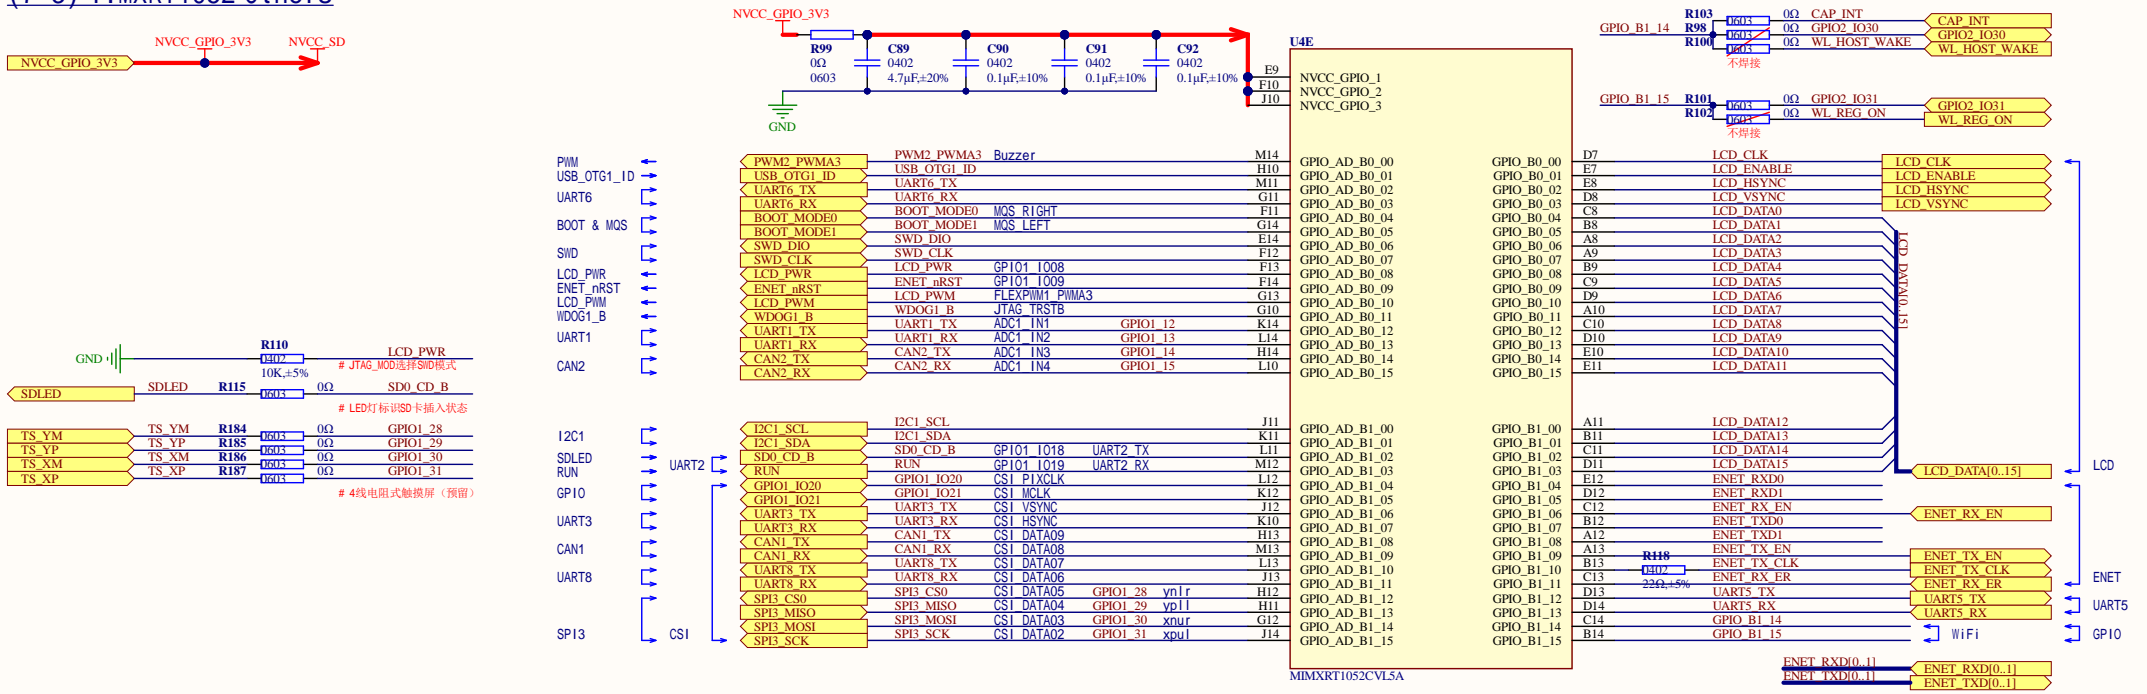 NVCC_GPIO_3V3
NVCC_GPIO_3V3
NVCC_SD
NVCC_GPIO_3V3
R99
0Ω
0603
C89
0402
4.7μF,±20%
C90
0402
0.1μF,±10%
C91
0402
0.1μF,±10%
C92
0402
0.1μF,±10%
GND
U4E
E9 NVCC_GPIO_1
F10 NVCC_GPIO_2
J10 NVCC_GPIO_3
R103 0603 0Ω CAP_INT CAP_INT
GPIO_B1_14 R98 0603 0Ω GPIO2_IO30 GPIO2_IO30
R100 0603 0Ω WL_HOST_WAKE WL_HOST_WAKE
不焊接
GPIO_B1_15 R101 0603 0Ω GPIO2_IO31 GPIO2_IO31
R102 0603 0Ω WL_REG_ON WL_REG_ON
不焊接
PWM PWM2_PWMA3 PWM2_PWMA3 Buzzer M14 GPIO_AD_B0_00 GPIO_B0_00 D7 LCD_CLK LCD_CLK
USB_OTG1_ID USB_OTG1_ID USB_OTG1_ID H10 GPIO_AD_B0_01 GPIO_B0_01 E7 LCD_ENABLE LCD_ENABLE
UART6 UART6_TX UART6_TX M11 GPIO_AD_B0_02 GPIO_B0_02 E8 LCD_HSYNC LCD_HSYNC
UART6_RX UART6_RX G11 GPIO_AD_B0_03 GPIO_B0_03 D8 LCD_VSYNC LCD_VSYNC
BOOT & MQS BOOT_MODE0 BOOT_MODE0 MQS_RIGHT F11 GPIO_AD_B0_04 GPIO_B0_04 C8 LCD_DATA0
BOOT_MODE1 BOOT_MODE1 MQS_LEFT G14 GPIO_AD_B0_05 GPIO_B0_05 B8 LCD_DATA1
SWD SWD_DIO SWD_DIO E14 GPIO_AD_B0_06 GPIO_B0_06 A8 LCD_DATA2
SWD_CLK SWD_CLK F12 GPIO_AD_B0_07 GPIO_B0_07 A9 LCD_DATA3
LCD_PWR LCD_PWR LCD_PWR GPIO1_IO08 F13 GPIO_AD_B0_08 GPIO_B0_08 B9 LCD_DATA4
ENET_nRST ENET_nRST ENET_nRST GPIO1_IO09 F14 GPIO_AD_B0_09 GPIO_B0_09 C9 LCD_DATA5
LCD_PWM LCD_PWM LCD_PWM FLEXPWM1_PWMA3 G13 GPIO_AD_B0_10 GPIO_B0_10 D9 LCD_DATA6
WDOG1_B WDOG1_B WDOG1_B JTAG_TRSTB G10 GPIO_AD_B0_11 GPIO_B0_11 A10 LCD_DATA7
UART1 UART1_TX UART1_TX ADC1_IN1 GPIO1_12 K14 GPIO_AD_B0_12 GPIO_B0_12 C10 LCD_DATA8
UART1_RX UART1_RX ADC1_IN2 GPIO1_13 L14 GPIO_AD_B0_13 GPIO_B0_13 D10 LCD_DATA9
CAN2 CAN2_TX CAN2_TX ADC1_IN3 GPIO1_14 H14 GPIO_AD_B0_14 GPIO_B0_14 E10 LCD_DATA10
CAN2_RX CAN2_RX ADC1_IN4 GPIO1_15 L10 GPIO_AD_B0_15 GPIO_B0_15 E11 LCD_DATA11
LCD_DATA[0..15]
GND R110 0402 10K,±5% LCD_PWR
# JTAG_MOD选择SWD模式
SDLED SDLED R115 0603 0Ω SD0_CD_B
# LED灯标识SD卡插入状态
TS_YM TS_YM R184 0603 0Ω GPIO1_28
TS_YP TS_YP R185 0603 0Ω GPIO1_29
TS_XM TS_XM R186 0603 0Ω GPIO1_30
TS_XP TS_XP R187 0603 0Ω GPIO1_31
# 4线电阻式触摸屏（预留）
I2C1 I2C1_SCL I2C1_SCL J11 GPIO_AD_B1_00 GPIO_B1_00 A11 LCD_DATA12
I2C1_SDA I2C1_SDA K11 GPIO_AD_B1_01 GPIO_B1_01 B11 LCD_DATA13
SDLED UART2 SD0_CD_B SD0_CD_B GPIO1_IO18 UART2_TX L11 GPIO_AD_B1_02 GPIO_B1_02 C11 LCD_DATA14
RUN RUN RUN GPIO1_IO19 UART2_RX M12 GPIO_AD_B1_03 GPIO_B1_03 D11 LCD_DATA15 LCD_DATA[0..15] LCD
GPIO GPIO1_IO20 GPIO1_IO20 CSI_PIXCLK L12 GPIO_AD_B1_04 GPIO_B1_04 E12 ENET_RXD0
GPIO1_IO21 GPIO1_IO21 CSI_MCLK K12 GPIO_AD_B1_05 GPIO_B1_05 D12 ENET_RXD1
UART3 UART3_TX UART3_TX CSI_VSYNC J12 GPIO_AD_B1_06 GPIO_B1_06 C12 ENET_RX_EN ENET_RX_EN
UART3_RX UART3_RX CSI_HSYNC K10 GPIO_AD_B1_07 GPIO_B1_07 B12 ENET_TXD0
CAN1 CAN1_TX CAN1_TX CSI_DATA09 H13 GPIO_AD_B1_08 GPIO_B1_08 A12 ENET_TXD1
CAN1_RX CAN1_RX CSI_DATA08 M13 GPIO_AD_B1_09 GPIO_B1_09 A13 ENET_TX_EN ENET_TX_EN
UART8 UART8_TX UART8_TX CSI_DATA07 L13 GPIO_AD_B1_10 GPIO_B1_10 B13 R118 0402 22Ω,±5% ENET_TX_CLK ENET_TX_CLK
UART8_RX UART8_RX CSI_DATA06 J13 GPIO_AD_B1_11 GPIO_B1_11 C13 ENET_RX_ER ENET_RX_ER ENET
SPI3 CSI SPI3_CS0 SPI3_CS0 CSI_DATA05 GPIO1_28 ynlr H12 GPIO_AD_B1_12 GPIO_B1_12 D13 UART5_TX UART5_TX UART5
SPI3_MISO SPI3_MISO CSI_DATA04 GPIO1_29 ypll H11 GPIO_AD_B1_13 GPIO_B1_13 D14 UART5_RX UART5_RX
SPI3_MOSI SPI3_MOSI CSI_DATA03 GPIO1_30 xnur G12 GPIO_AD_B1_14 GPIO_B1_14 C14 GPIO_B1_14 WiFi GPIO
SPI3_SCK SPI3_SCK CSI_DATA02 GPIO1_31 xpul J14 GPIO_AD_B1_15 GPIO_B1_15 B14 GPIO_B1_15
MIMXRT1052CVL5A
ENET_RXD[0..1] ENET_RXD[0..1]
ENET_TXD[0..1] ENET_TXD[0..1]